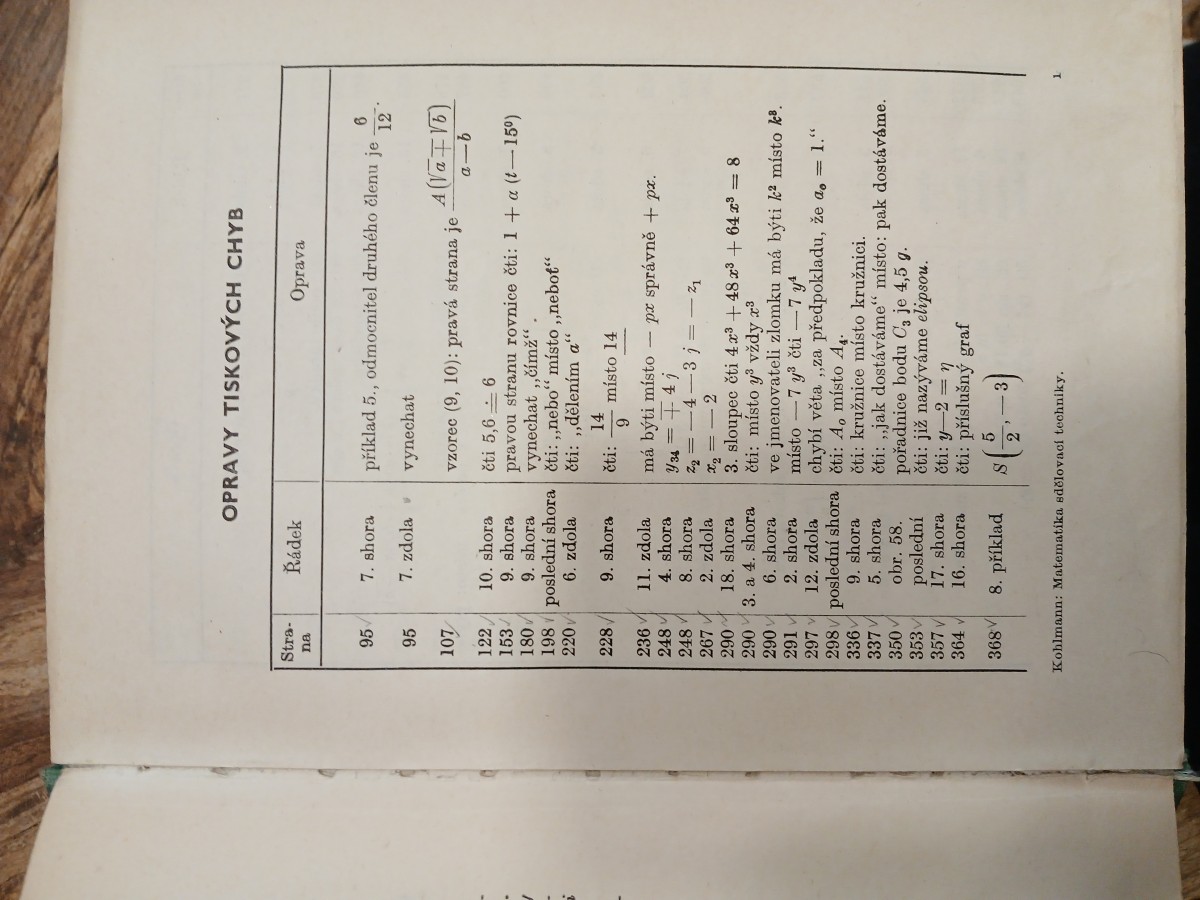 OPRAVY TISKOVÝCH CHYB
Stra-
na Řádek Oprava
95 7. shora příklad 5., odmocnitel druhého členu je 6/12.
95 7. zdola vynechat
107 vzorec (9, 10): pravá strana je A(√a ∓ √b)/a — b
122 10. shora čti 5,6 ≐ 6
153 9. shora pravou stranu rovnice čti: 1 + α (t — 15⁰)
180 9. shora vynechat „čímž“.
198 poslední shora čti: „nebo“ místo „neboť“
220 6. zdola čti: „dělením a“
228 9. shora čti: 14/9 místo 14/—
236 11. zdola má býti místo — px správně + px.
248 4. shora y₃₄ = ∓ 4 j
248 8. shora z₂ = — 4 — 3 j = — z₁
267 2. zdola x₂ = — 2
290 18. shora 3. sloupec čti 4 x³ + 48 x³ + 64 x³ = 8
290 3. a 4. shora čti: místo y³ vždy x³
290 6. shora ve jmenovateli zlomku má býti k² místo k³.
291 2. shora místo — 7 y³ čti — 7 y⁴
297 12. zdola chybí věta „za předpokladu, že a₀ = 1.“
298 poslední shora čti: A₀ místo A₄.
336 9. shora čti: kružnice místo kružnici.
337 5. shora čti: „jak dostáváme“ místo: pak dostáváme.
350 obr. 58. pořadnice bodu C₃ je 4,5 g.
353 poslední čti: již nazýváme elipsou.
357 17. shora čti: y—2 = η
364 16. shora čti: příslušný graf
368 8. příklad S (5/2, — 3)
Kohlmann: Matematika sdělovací techniky. 1